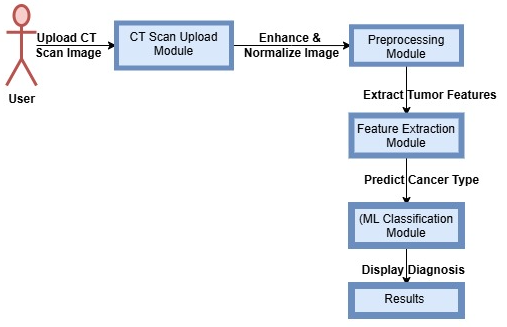 Upload CT
Scan Image
User
CT Scan Upload
Module
Enhance &
Normalize Image
Preprocessing
Module
Extract Tumor Features
Feature Extraction
Module
Predict Cancer Type
(ML Classification
Module
Display Diagnosis
Results